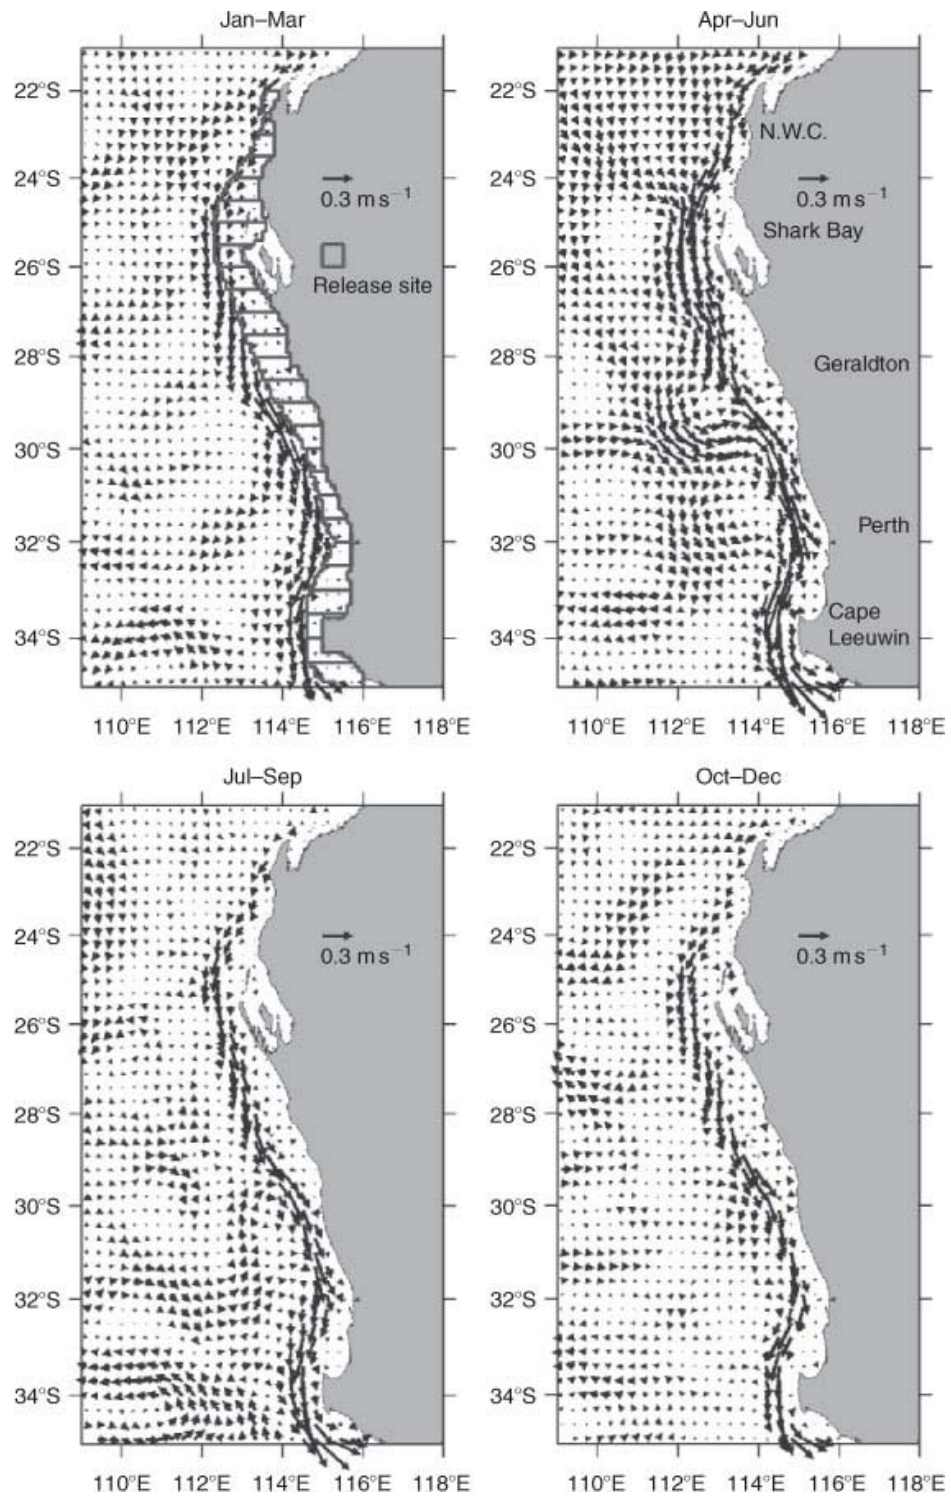 Jan–Mar
Apr–Jun
22°S
24°S
26°S
28°S
30°S
32°S
34°S
0.3 m s−1
Release site
110°E 112°E 114°E 116°E 118°E
22°S
24°S
26°S
28°S
30°S
32°S
34°S
N.W.C.
0.3 m s−1
Shark Bay
Geraldton
Perth
Cape
Leeuwin
110°E 112°E 114°E 116°E 118°E
Jul–Sep
Oct–Dec
22°S
24°S
26°S
28°S
30°S
32°S
34°S
0.3 m s−1
110°E 112°E 114°E 116°E 118°E
22°S
24°S
26°S
28°S
30°S
32°S
34°S
0.3 m s−1
110°E 112°E 114°E 116°E 118°E